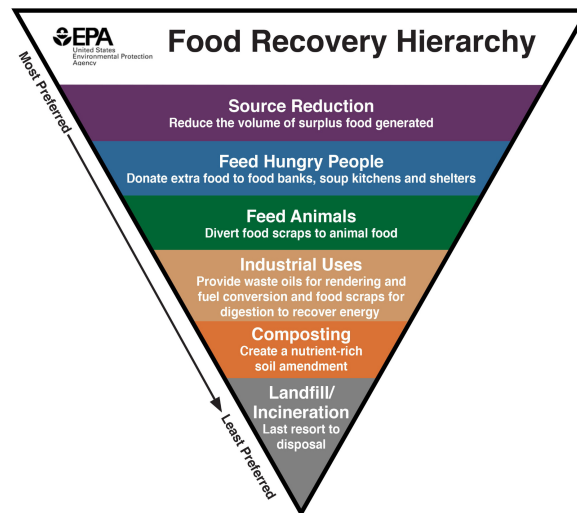 EPA
United States
Environmental Protection
Agency
Food Recovery Hierarchy
Most Preferred
Source Reduction
Reduce the volume of surplus food generated
Feed Hungry People
Donate extra food to food banks, soup kitchens and shelters
Feed Animals
Divert food scraps to animal food
Industrial Uses
Provide waste oils for rendering and
fuel conversion and food scraps for
digestion to recover energy
Composting
Create a nutrient-rich
soil amendment
Landfill/
Incineration
Last resort to
disposal
Least Preferred